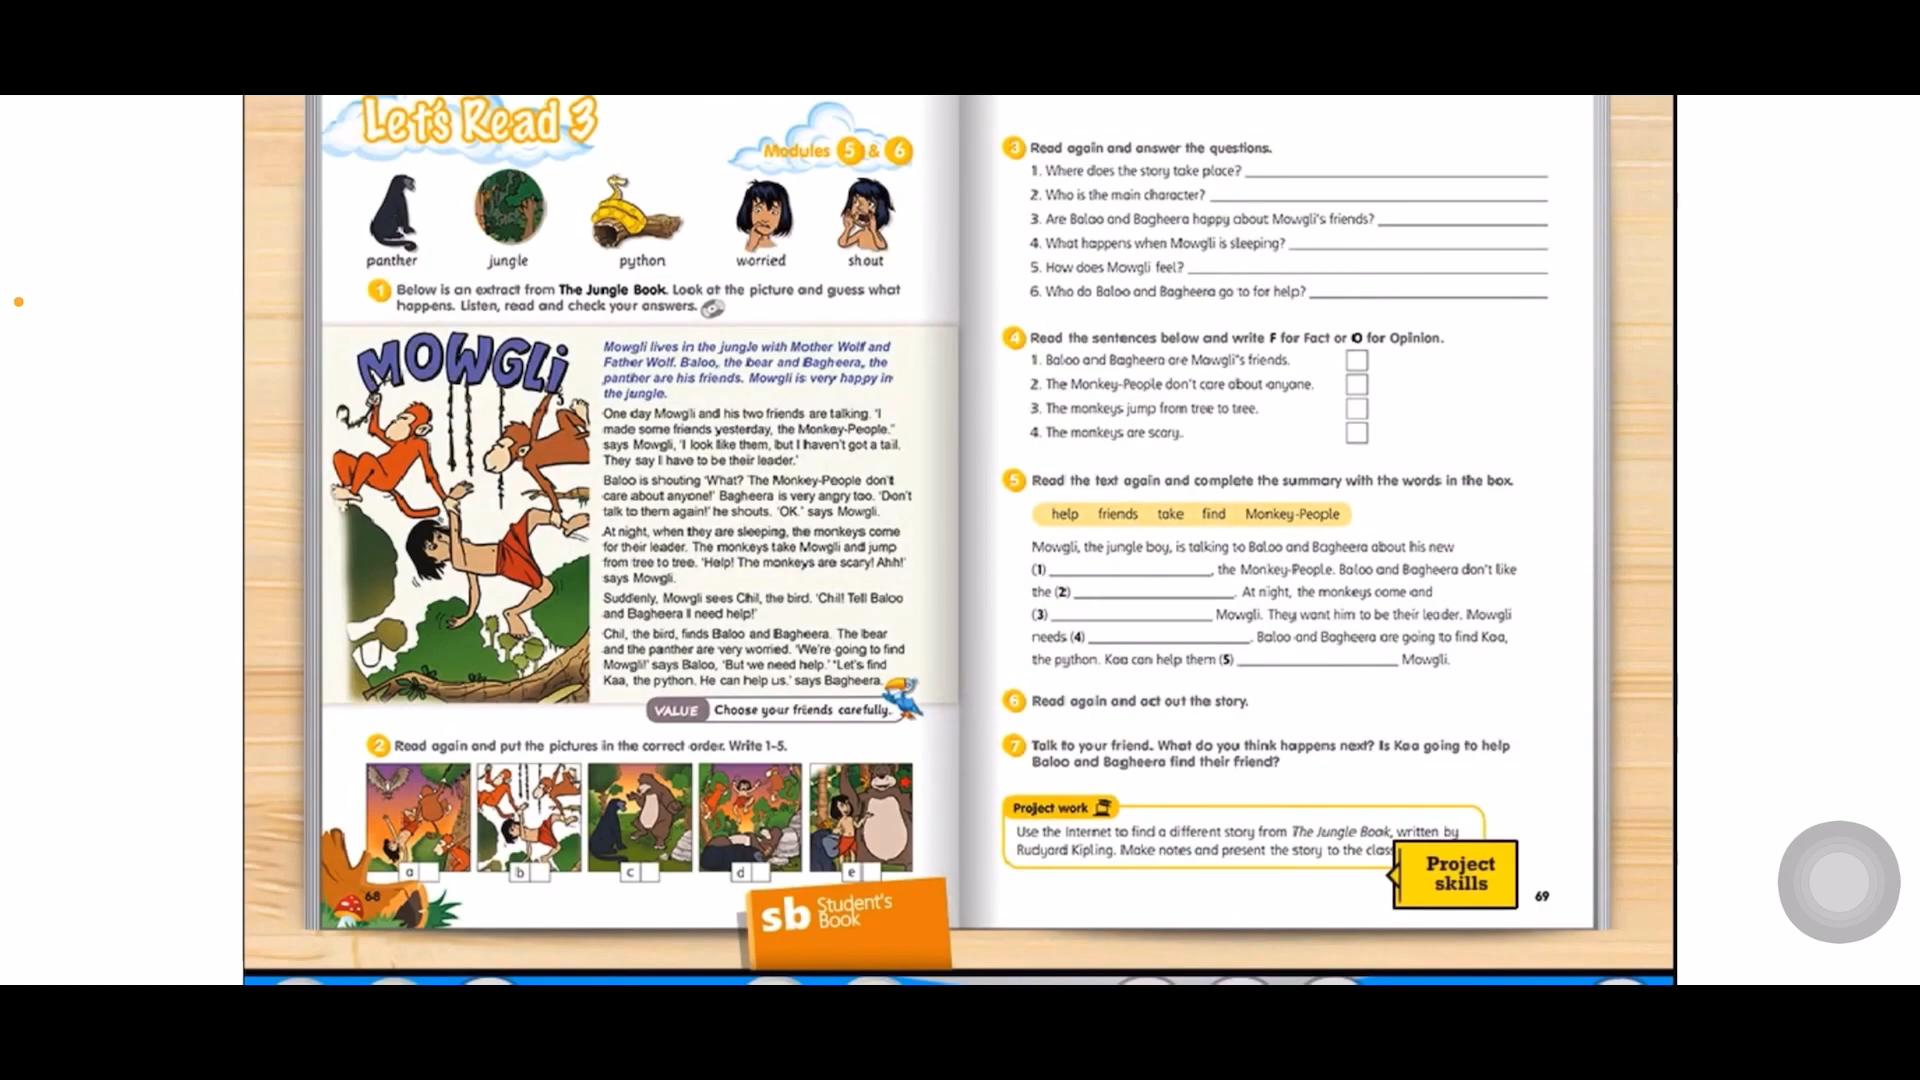 Let's Read 3
Modules 5 & 6
panther
jungle
python
worried
shout
1 Below is an extract from The Jungle Book. Look at the picture and guess what
happens. Listen, read and check your answers.
MOWGLi
Mowgli lives in the jungle with Mother Wolf and
Father Wolf. Baloo, the bear and Bagheera, the
panther are his friends. Mowgli is very happy in
the jungle.
One day Mowgli and his two friends are talking. 'I
made some friends yesterday, the Monkey-People.''
says Mowgli, 'I look like them, but I haven't got a tail.
They say I have to be their leader.'
Baloo is shouting 'What? The Monkey-People don't
care about anyone!' Bagheera is very angry too. 'Don't
talk to them again!' he shouts. 'OK.' says Mowgli.
At night, when they are sleeping, the monkeys come
for their leader. The monkeys take Mowgli and jump
from tree to tree. 'Help! The monkeys are scary! Ahh!'
says Mowgli.
Suddenly, Mowgli sees Chil, the bird. 'Chil! Tell Baloo
and Bagheera I need help!'
Chil, the bird, finds Baloo and Bagheera. The bear
and the panther are very worried. 'We're going to find
Mowgli!' says Baloo, 'But we need help.' 'Let's find
Kaa, the python. He can help us.' says Bagheera.
VALUE Choose your friends carefully.
2 Read again and put the pictures in the correct order. Write 1-5.
a
b
c
d
e
68
sb Student's
Book
3 Read again and answer the questions.
1. Where does the story take place?
2. Who is the main character?
3. Are Baloo and Bagheera happy about Mowgli's friends?
4. What happens when Mowgli is sleeping?
5. How does Mowgli feel?
6. Who do Baloo and Bagheera go to for help?
4 Read the sentences below and write F for Fact or O for Opinion.
1. Baloo and Bagheera are Mowgli's friends.
2. The Monkey-People don't care about anyone.
3. The monkeys jump from tree to tree.
4. The monkeys are scary.
5 Read the text again and complete the summary with the words in the box.
help friends take find Monkey-People
Mowgli, the jungle boy, is talking to Baloo and Bagheera about his new
(1) , the Monkey-People. Baloo and Bagheera don't like
the (2) . At night, the monkeys come and
(3) Mowgli. They want him to be their leader. Mowgli
needs (4) . Baloo and Bagheera are going to find Kaa,
the python. Kaa can help them (5) Mowgli.
6 Read again and act out the story.
7 Talk to your friend. What do you think happens next? Is Kaa going to help
Baloo and Bagheera find their friend?
Project work
Use the Internet to find a different story from The Jungle Book, written by
Rudyard Kipling. Make notes and present the story to the clas
Project
skills
69